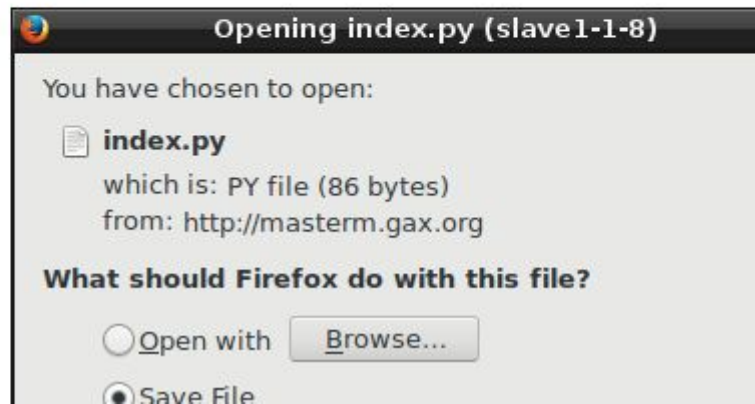 Opening index.py (slave1-1-8)
You have chosen to open:
index.py
which is: PY file (86 bytes)
from: http://masterm.gax.org
What should Firefox do with this file?
Open with Browse...
Save File